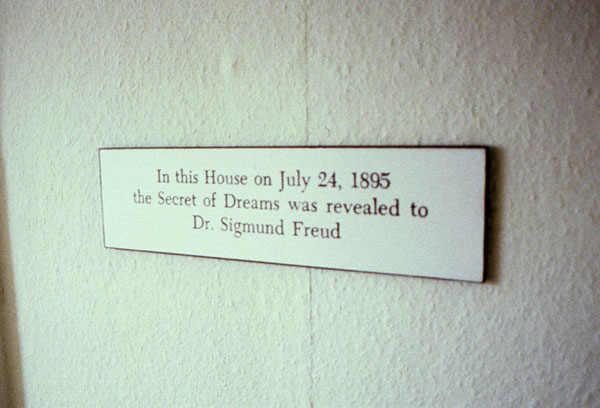 In this House on July 24, 1895
the Secret of Dreams was revealed to
Dr. Sigmund Freud